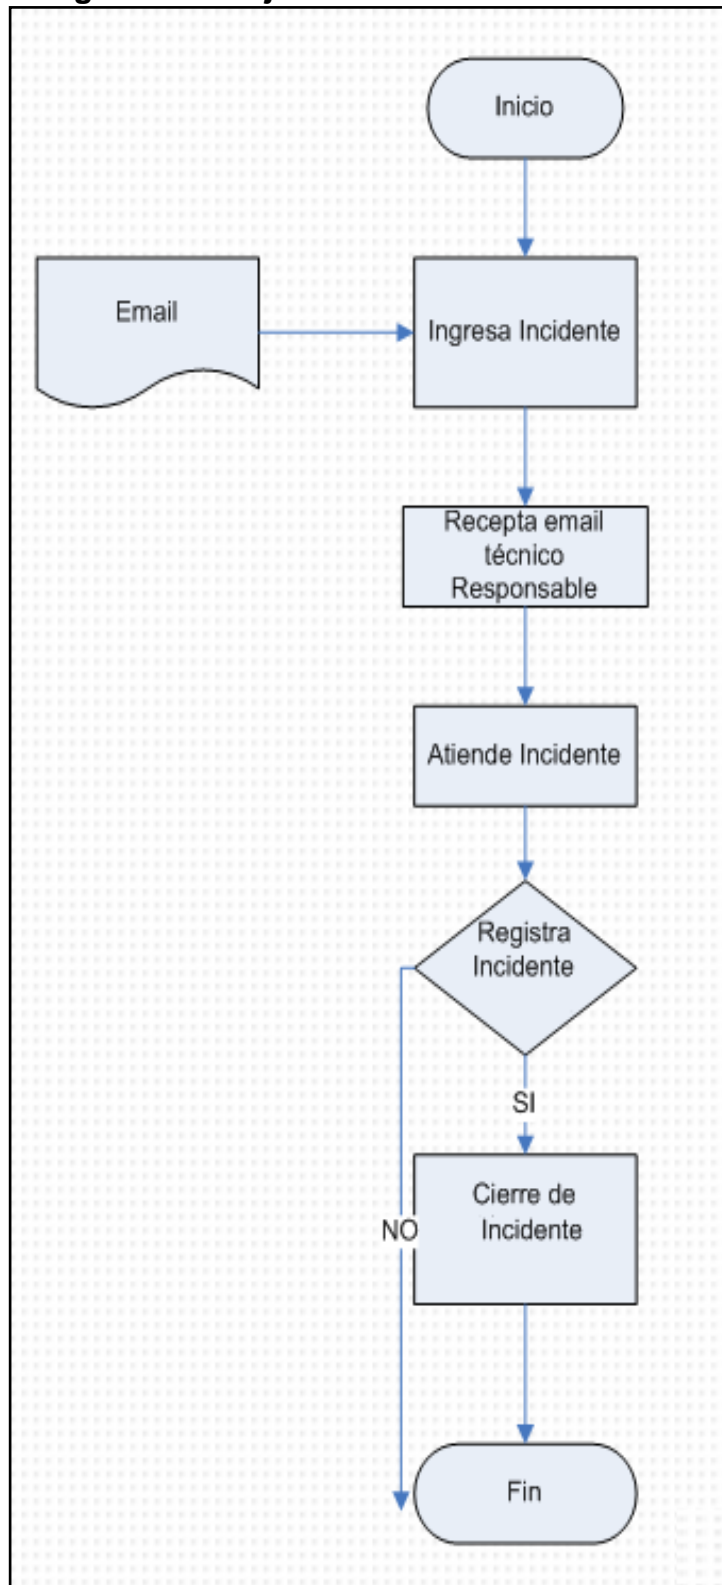 Inicio
Email
Ingresa Incidente
Recepta email
técnico
Responsable
Atiende Incidente
Registra
Incidente
SI
Cierre de
Incidente
NO
Fin